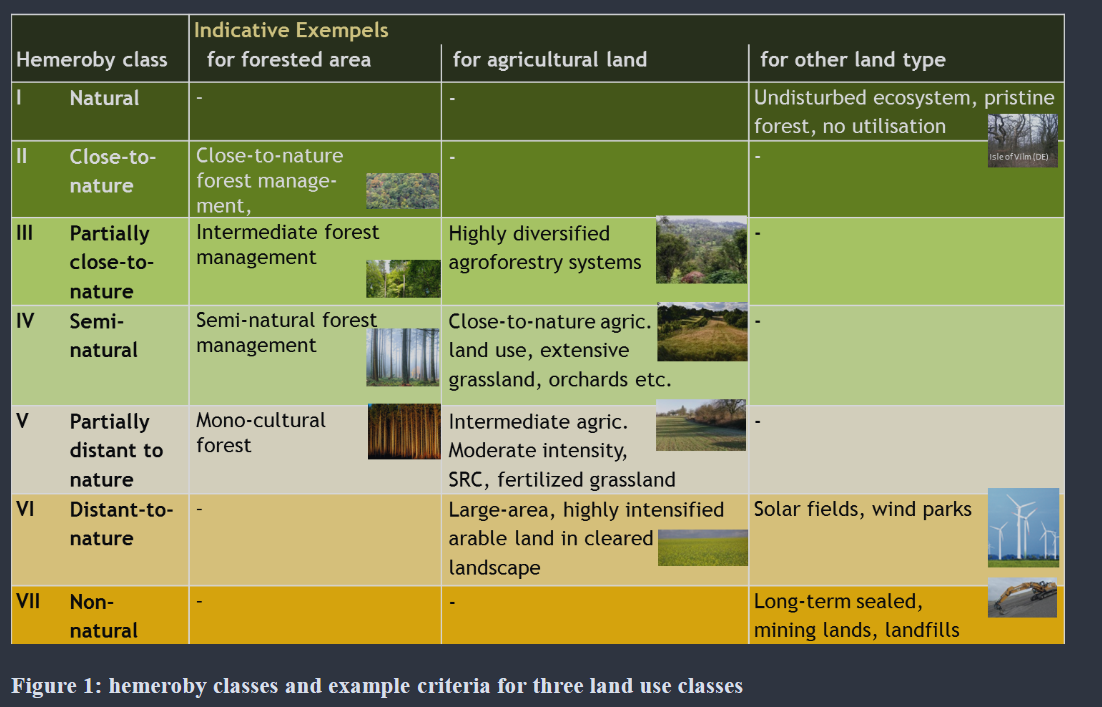 Indicative Exempels
Hemeroby class for forested area for agricultural land for other land type
I Natural - - Undisturbed ecosystem, pristine
forest, no utilisation
Isle of Vilm (DE)
II Close-to-
nature
Close-to-nature
forest manage-
ment,
-
-
III Partially
close-to-
nature
Intermediate forest
management
Highly diversified
agroforestry systems
-
IV Semi-
natural
Semi-natural forest
management
Close-to-nature agric.
land use, extensive
grassland, orchards etc.
-
V Partially
distant to
nature
Mono-cultural
forest
Intermediate agric.
Moderate intensity,
SRC, fertilized grassland
-
VI Distant-to-
nature
-
Large-area, highly intensified
arable land in cleared
landscape
Solar fields, wind parks
VII Non-
natural
-
-
Long-term sealed,
mining lands, landfills
Figure 1: hemeroby classes and example criteria for three land use classes